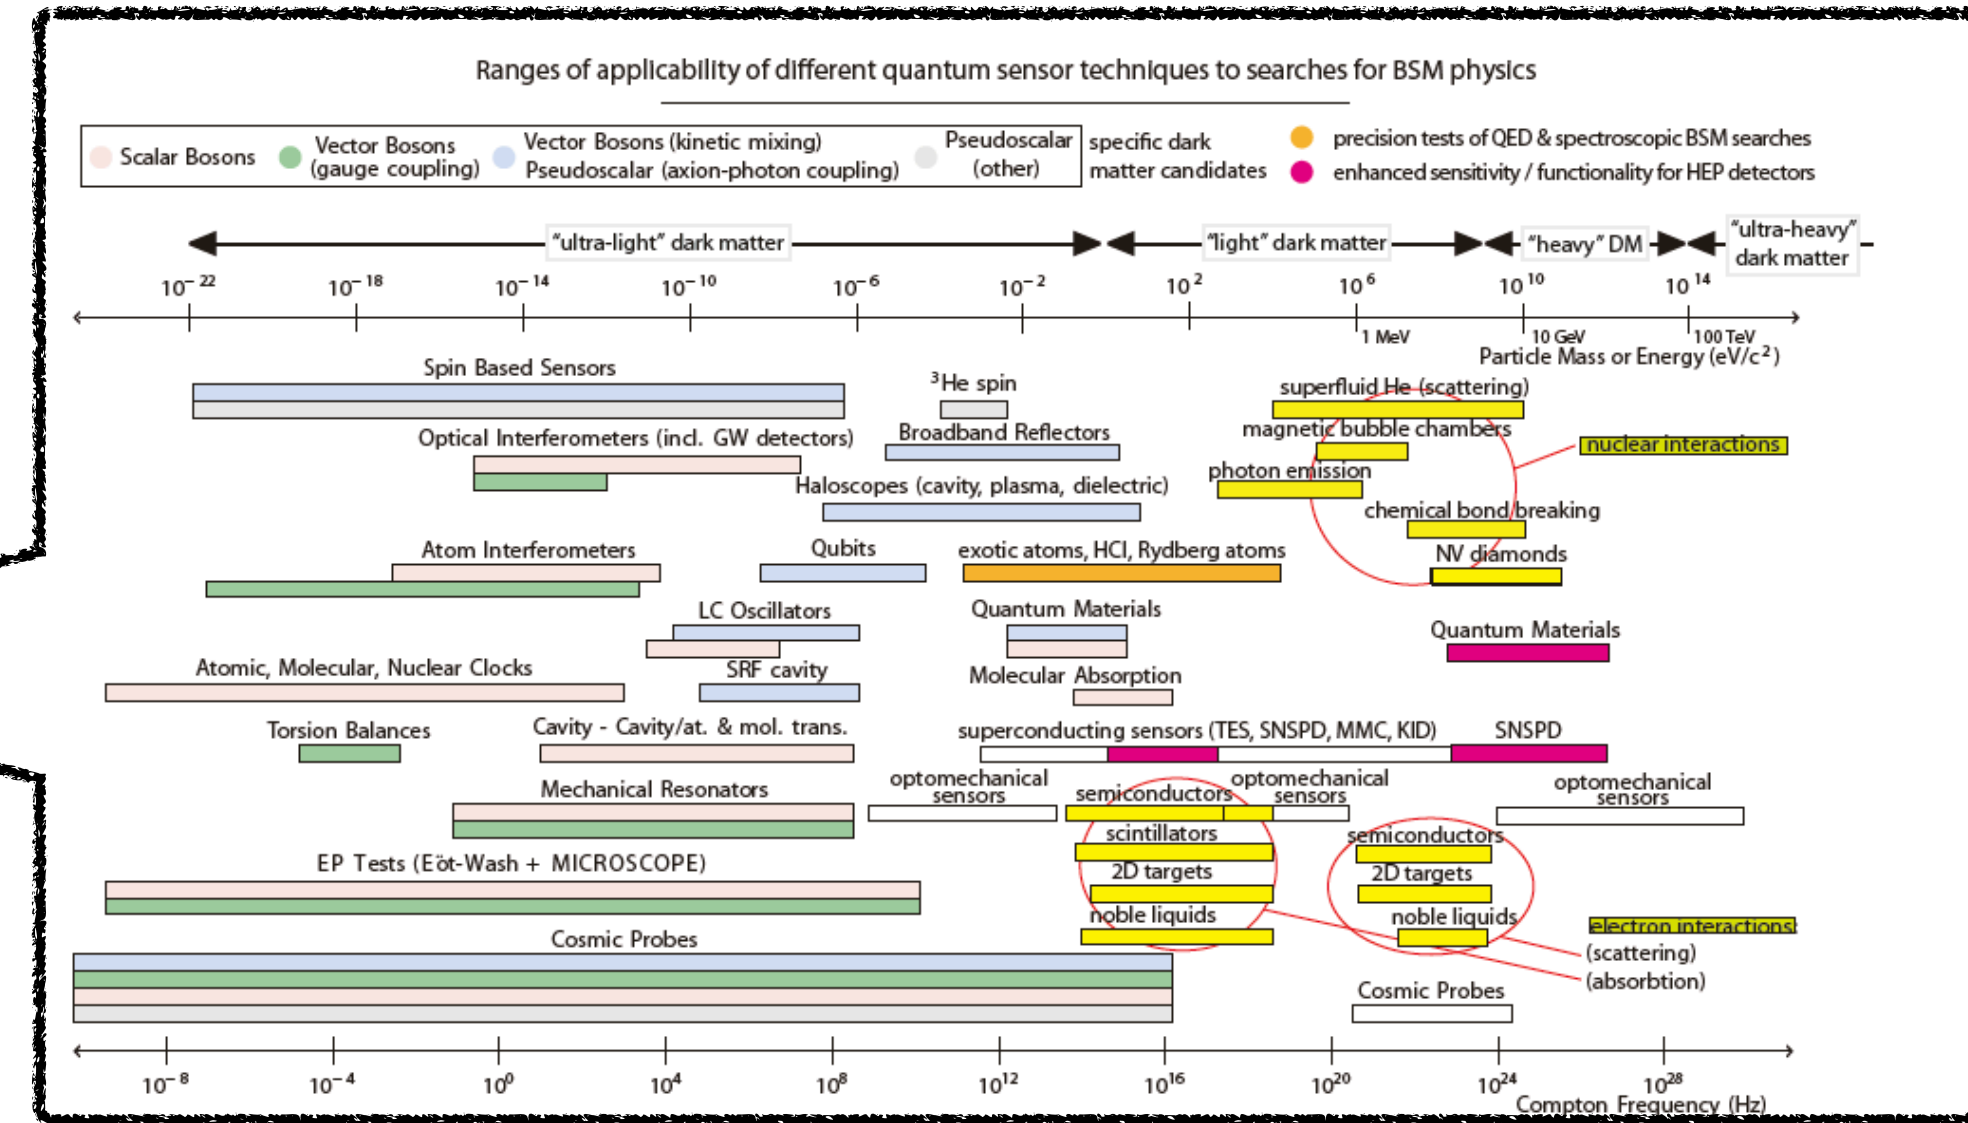 Ranges of applicability of different quantum sensor techniques to searches for BSM physics
Scalar Bosons
Vector Bosons
(gauge coupling)
Vector Bosons (kinetic mixing)
Pseudoscalar (axion-photon coupling)
Pseudoscalar
(other)
specific dark
matter candidates
precision tests of QED & spectroscopic BSM searches
enhanced sensitivity / functionality for HEP detectors
“ultra-light” dark matter
“light” dark matter
“heavy” DM
“ultra-heavy”
dark matter
10⁻²² 10⁻¹⁸ 10⁻¹⁴ 10⁻¹⁰ 10⁻⁶ 10⁻² 10² 10⁶ 10¹⁰ 10¹⁴
1 MeV 10 GeV 100 TeV
Particle Mass or Energy (eV/c²)
Spin Based Sensors
³He spin
superfluid He (scattering)
Optical Interferometers (incl. GW detectors)
Broadband Reflectors
magnetic bubble chambers
nuclear interactions
photon emission
Haloscopes (cavity, plasma, dielectric)
chemical bond breaking
Atom Interferometers
Qubits
exotic atoms, HCI, Rydberg atoms
NV diamonds
LC Oscillators
Quantum Materials
Quantum Materials
Atomic, Molecular, Nuclear Clocks
SRF cavity
Molecular Absorption
Torsion Balances
Cavity - Cavity/at. & mol. trans.
superconducting sensors (TES, SNSPD, MMC, KID)
SNSPD
Mechanical Resonators
optomechanical
sensors
semiconductors
optomechanical
sensors
optomechanical
sensors
scintillators
semiconductors
EP Tests (Eöt-Wash + MICROSCOPE)
2D targets
2D targets
noble liquids
noble liquids
electron interactions
(scattering)
(absorbtion)
Cosmic Probes
Cosmic Probes
10⁻⁸ 10⁻⁴ 10⁰ 10⁴ 10⁸ 10¹² 10¹⁶ 10²⁰ 10²⁴ 10²⁸
Compton Frequency (Hz)